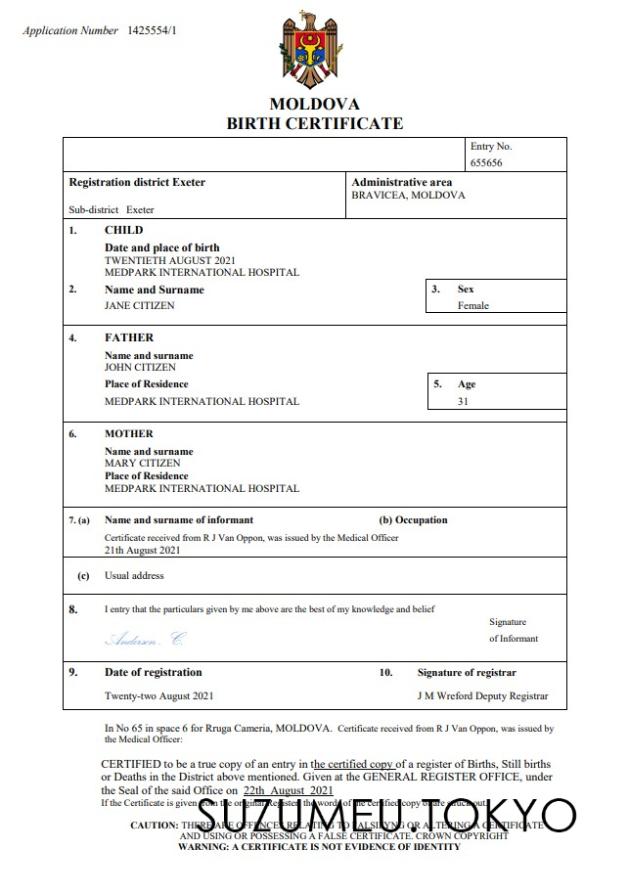 Application Number 1425554/1
MOLDOVA
BIRTH CERTIFICATE
Entry No.
655656
Registration district Exeter
Administrative area
BRAVICEA, MOLDOVA
Sub-district Exeter
1. CHILD
Date and place of birth
TWENTIETH AUGUST 2021
MEDPARK INTERNATIONAL HOSPITAL
2. Name and Surname
3. Sex
JANE CITIZEN
Female
4. FATHER
Name and surname
JOHN CITIZEN
Place of Residence
5. Age
MEDPARK INTERNATIONAL HOSPITAL
31
6. MOTHER
Name and surname
MARY CITIZEN
Place of Residence
MEDPARK INTERNATIONAL HOSPITAL
7. (a) Name and surname of informant (b) Occupation
Certificate received from R J Van Oppon, was issued by the Medical Officer
21th August 2021
(c) Usual address
8. I entry that the particulars given by me above are the best of my knowledge and belief
Signature
Anderson. C.
of Informant
9. Date of registration 10. Signature of registrar
Twenty-two August 2021 J M Wreford Deputy Registrar
In No 65 in space 6 for Rruga Cameria, MOLDOVA. Certificate received from R J Van Oppon, was issued by
the Medical Officer:
CERTIFIED to be a true copy of an entry in the certified copy of a register of Births, Still births
or Deaths in the District above mentioned. Given at the GENERAL REGISTER OFFICE, under
the Seal of the said Office on 22th August 2021
If the Certificate is given from the original Register, the words of the certified copy of are struck out.
SUZUMEU.TOKYO
CAUTION: THERE ARE OFFENCES RELATING TO FALSIFYNG OR ALTERING A CERTIFICATE
AND USING OR POSSESSING A FALSE CERTIFICATE. CROWN COPYRIGHT
WARNING: A CERTIFICATE IS NOT EVIDENCE OF IDENTITY